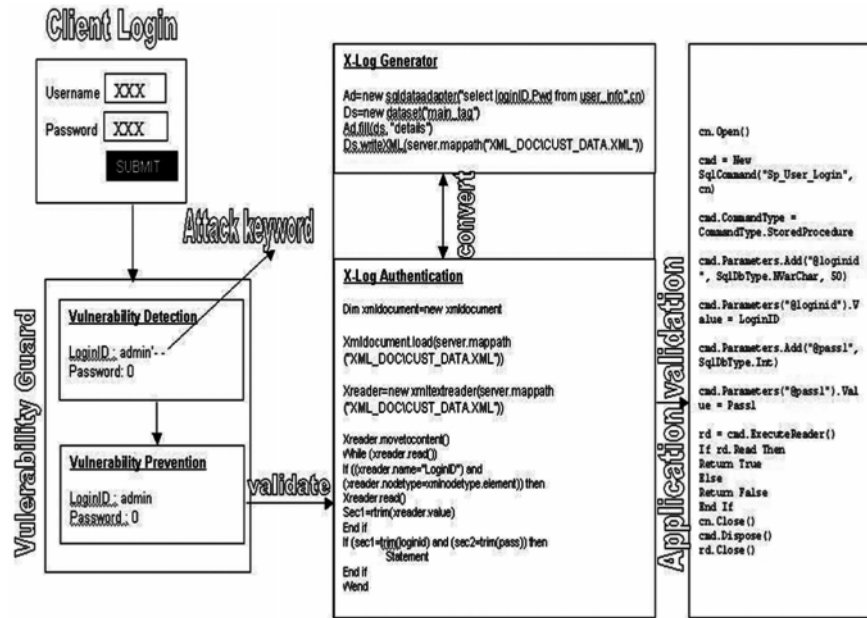 Client Login
Username XXX
Password XXX
SUBMIT
Attack keyword
Vulerability Guard
Vulnerability Detection
LoginID : admin'--
Password: 0
Vulnerability Prevention
LoginID : admin
Password : 0
validate
X-Log Generator
Ad=new sqldataadapter("select loginID,Pwd from user_info",cn)
Ds=new dataset("main_tag")
Ad.fill(ds, "details")
Ds.writeXML(server.mappath("XML_DOC\CUST_DATA.XML"))
convert
X-Log Authentication
Dim xmldocument=new xmldocument
Xmldocument.load(server.mappath
("XML_DOC\CUST_DATA.XML"))
Xreader=new xmltextreader(server.mappath
("XML_DOC\CUST_DATA.XML"))
Xreader.movetocontent()
While (xreader.read())
If ((xreader.name="LoginID") and
(xreader.nodetype=xmlnodetype.element)) then
Xreader.read()
Sec1=rtrim(xreader.value)
End if
If (sec1=trim(loginId) and (sec2=trim(pass)) then
Statement
End if
Wend
Application validation
cn.Open()
cmd = New
SqlCommand("Sp_User_Login",
cn)
cmd.CommandType =
CommandType.StoredProcedure
cmd.Parameters.Add("@loginid
", SqlDbType.NVarChar, 50)
cmd.Parameters("@loginid").V
alue = LoginID
cmd.Parameters.Add("@pass1",
SqlDbType.Int)
cmd.Parameters("@pass1").Val
ue = Pass1
rd = cmd.ExecuteReader()
If rd.Read Then
Return True
Else
Return False
End If
cn.Close()
cmd.Dispose()
rd.Close()